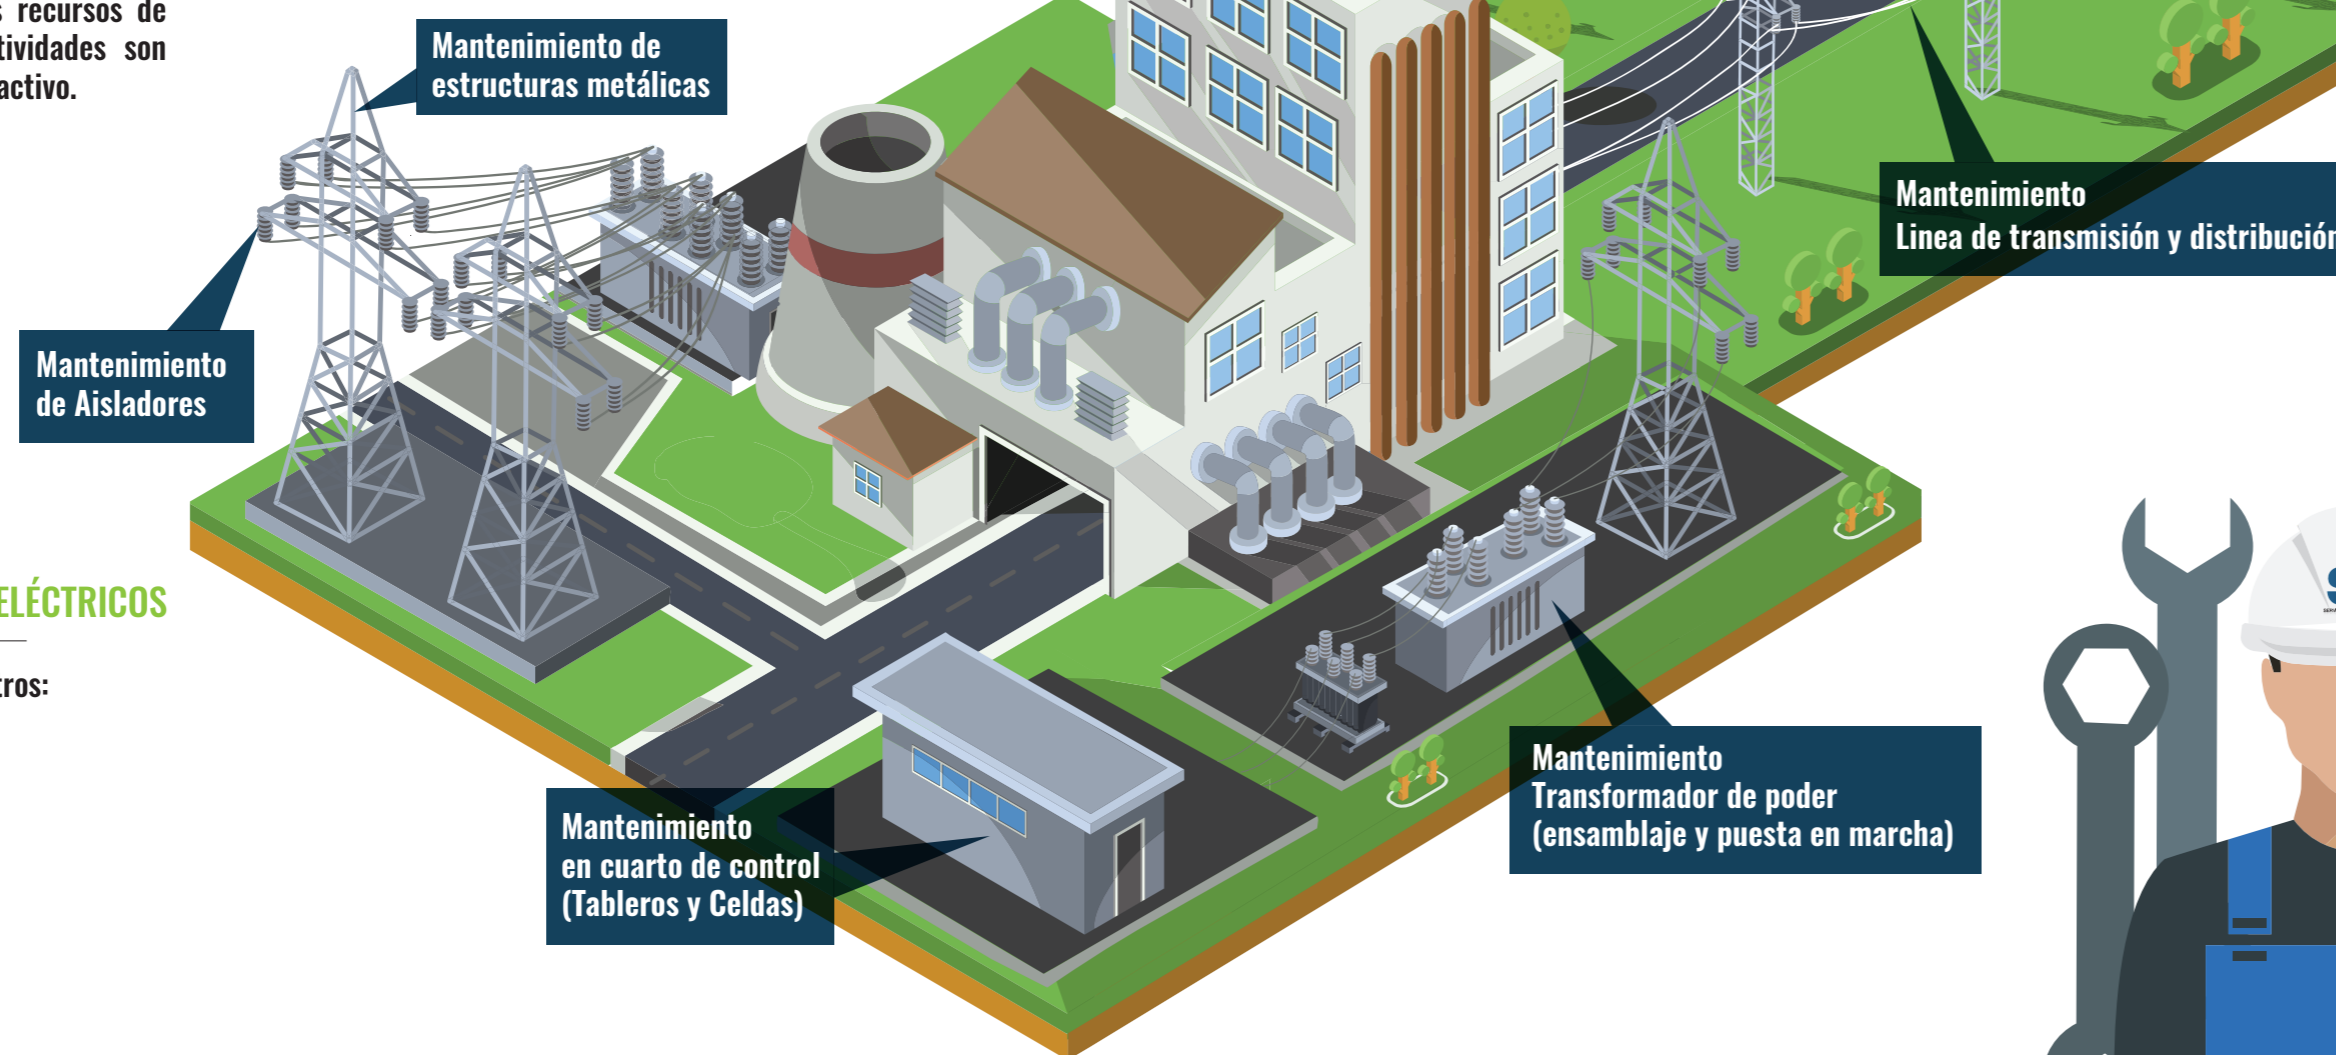 recursos de
tividades son
activo.
Mantenimiento de
estructuras metálicas
Mantenimiento
Linea de transmisión y distribución
Mantenimiento
de Aisladores
ELÉCTRICOS
tros:
Mantenimiento
Transformador de poder
(ensamblaje y puesta en marcha)
Mantenimiento
en cuarto de control
(Tableros y Celdas)